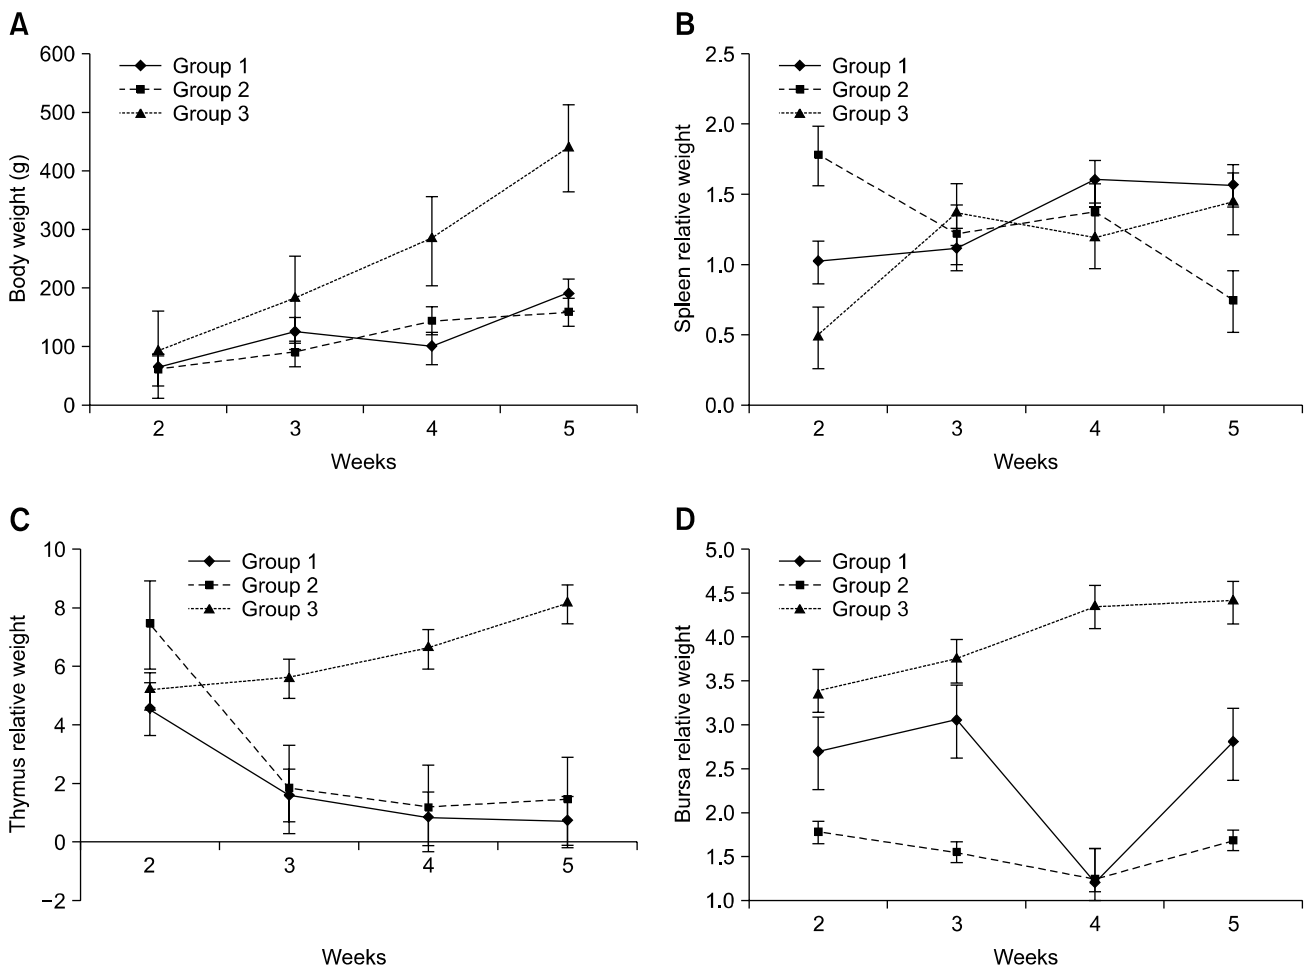 A
600
500
400
300
200
100
0
Body weight (g)
Group 1
Group 2
Group 3
2 3 4 5
Weeks
B
2.5
2.0
1.5
1.0
0.5
0.0
Spleen relative weight
Group 1
Group 2
Group 3
2 3 4 5
Weeks
C
10
8
6
4
2
0
−2
Thymus relative weight
Group 1
Group 2
Group 3
2 3 4 5
Weeks
D
5.0
4.5
4.0
3.5
3.0
2.5
2.0
1.5
1.0
Bursa relative weight
Group 1
Group 2
Group 3
2 3 4 5
Weeks